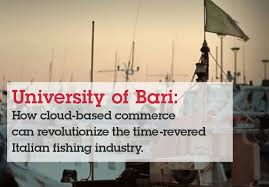 University of Bari:
How cloud-based commerce
can revolutionize the time-revered
Italian fishing industry.